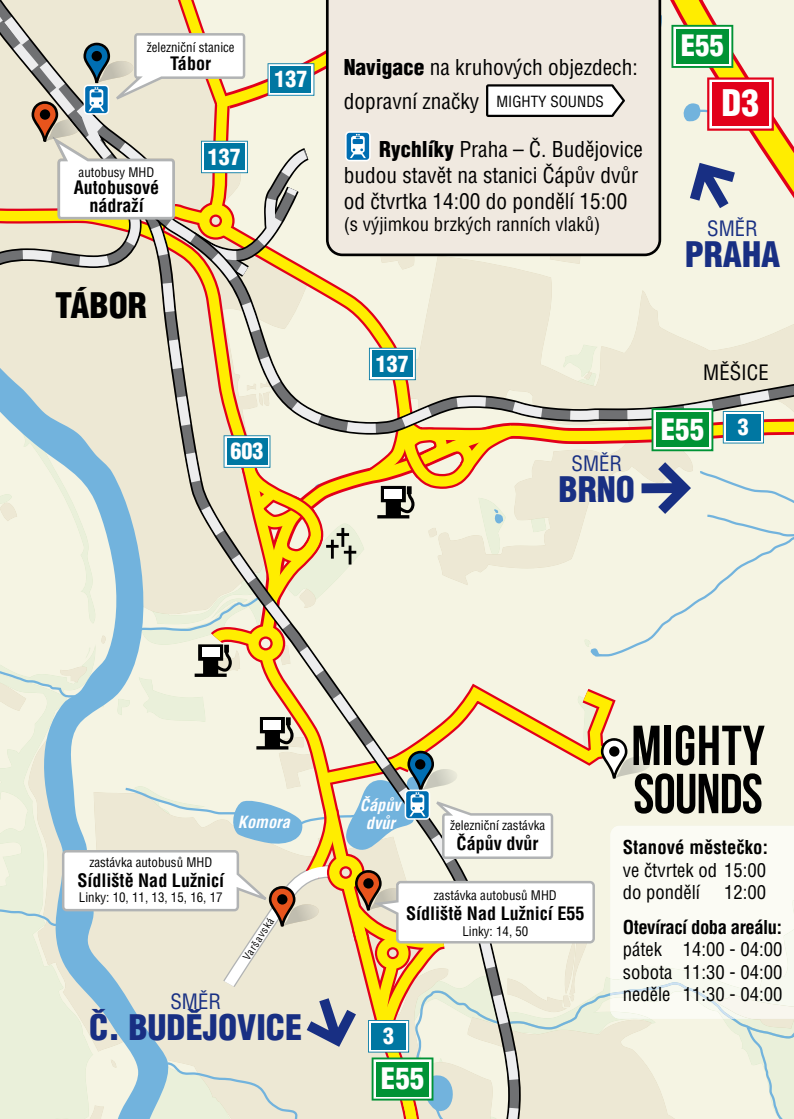 železniční stanice
Tábor
137
Navigace na kruhových objezdech:
dopravní značky MIGHTY SOUNDS
Rychlíky Praha – Č. Budějovice
budou stavět na stanici Čápův dvůr
od čtvrtka 14:00 do pondělí 15:00
(s výjimkou brzkých ranních vlaků)
E55
D3
SMĚR
PRAHA
137
autobusy MHD
Autobusové
nádraží
TÁBOR
137
MĚŠICE
E55
3
603
SMĚR
BRNO
MIGHTY
SOUNDS
Čápův
dvůr
Komora
železniční zastávka
Čápův dvůr
Stanové městečko:
ve čtvrtek od 15:00
do pondělí 12:00
Otevírací doba areálu:
pátek 14:00 - 04:00
sobota 11:30 - 04:00
neděle 11:30 - 04:00
zastávka autobusů MHD
Sídliště Nad Lužnicí
Linky: 10, 11, 13, 15, 16, 17
zastávka autobusů MHD
Sídliště Nad Lužnicí E55
Linky: 14, 50
Varšavská
SMĚR
Č. BUDĚJOVICE
3
E55